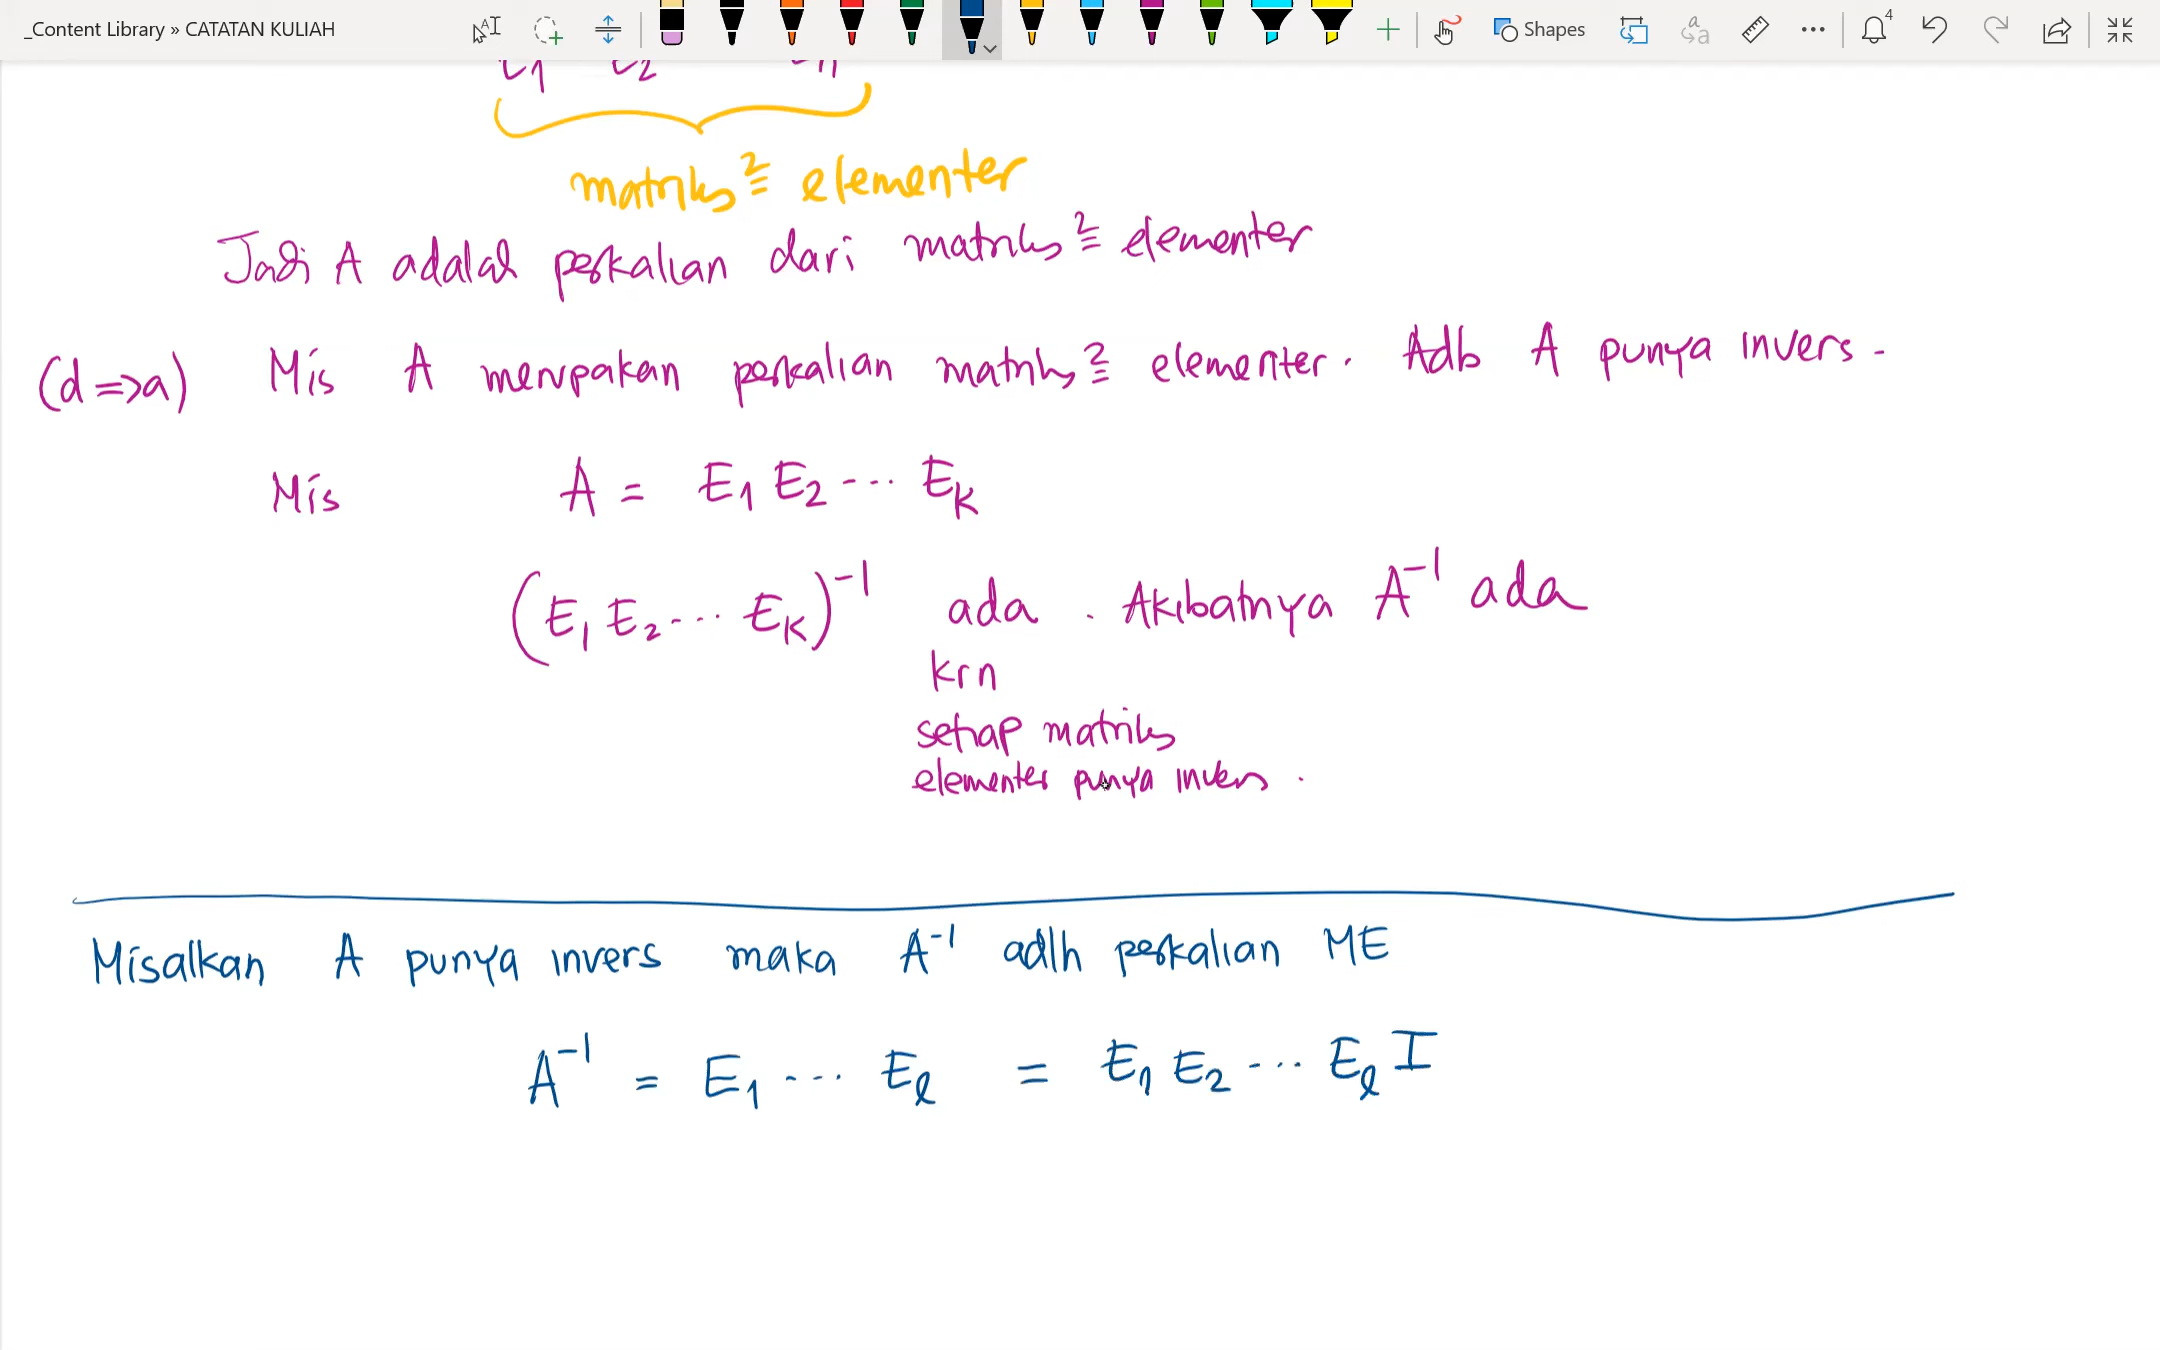 _Content Library » CATATAN KULIAH
Shapes
4
matriks² elementer
Jadi A adalah perkalian dari matriks² elementer
(d=>a) Mis A merupakan perkalian matriks² elementer. Adb A punya invers.
Mis A = E₁ E₂ ... Eₖ
(E₁ E₂ ... Eₖ)⁻¹ ada . Akibatnya A⁻¹ ada
krn
setiap matriks
elementer punya invers .
Misalkan A punya invers maka A⁻¹ adlh perkalian ME
A⁻¹ = E₁ ... Eℓ = E₁ E₂ ... Eℓ I